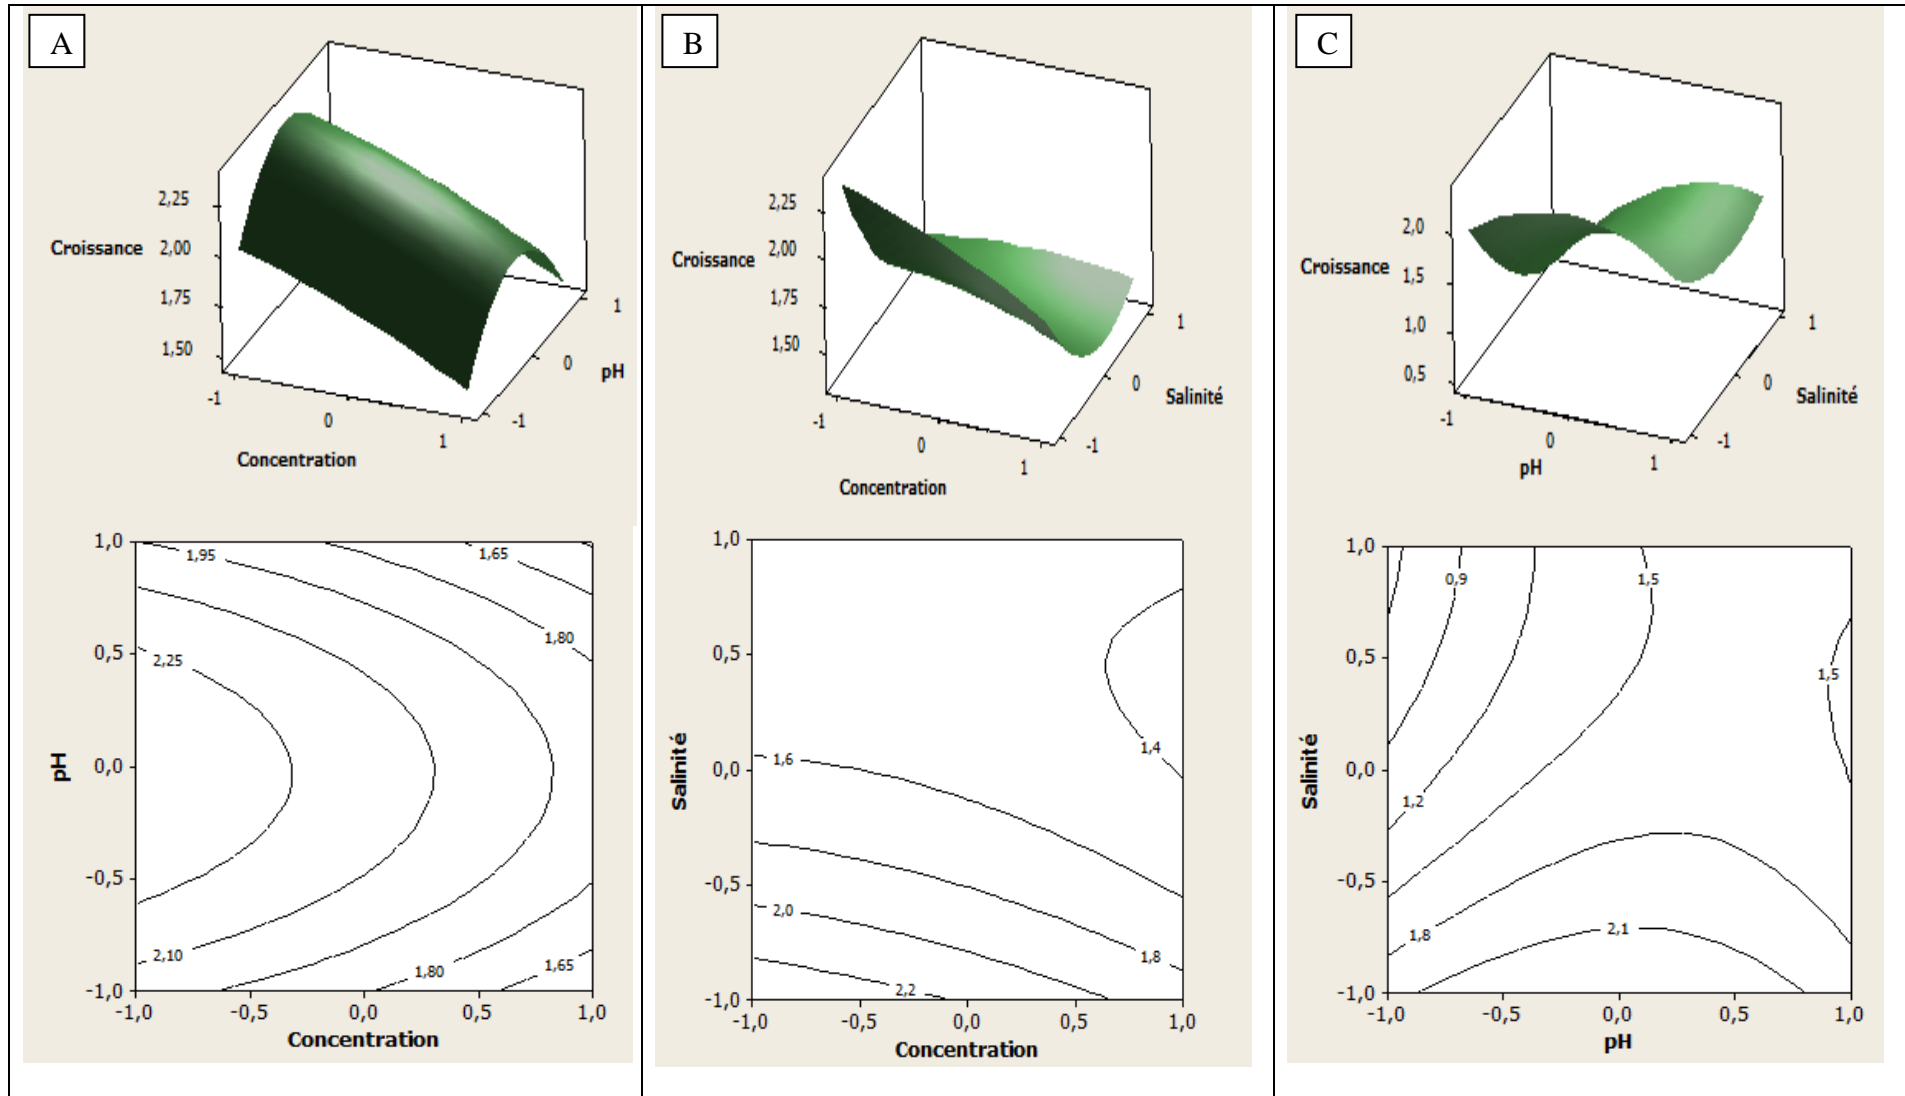 A
2,25
Croissance 2,00
1,75
1,50
-1
0
1
Concentration
-1
0
1
pH
B
2,25
Croissance 2,00
1,75
1,50
-1
0
1
Concentration
-1
0
1
Salinité
C
2,0
Croissance 1,5
1,0
0,5
-1
0
1
pH
-1
0
1
Salinité
1,0
0,5
0,0
-0,5
-1,0
pH
1,95
1,65
1,80
2,25
2,10
1,80
1,65
-1,0 -0,5 0,0 0,5 1,0
Concentration
1,0
0,5
0,0
-0,5
-1,0
Salinité
1,4
1,6
2,0
1,8
2,2
-1,0 -0,5 0,0 0,5 1,0
Concentration
1,0
0,5
0,0
-0,5
-1,0
Salinité
0,9
1,5
1,5
1,2
1,8
2,1
-1,0 -0,5 0,0 0,5 1,0
pH